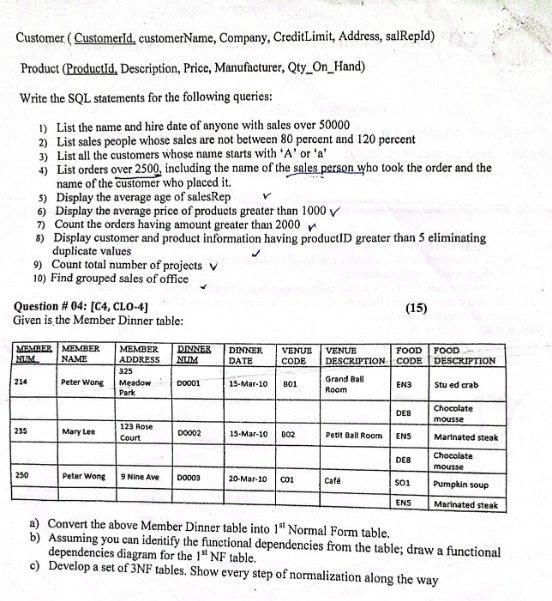 Customer ( CustomerId, customerName, Company, CreditLimit, Address, salRepId)
Product (ProductId, Description, Price, Manufacturer, Qty_On_Hand)
Write the SQL statements for the following queries:
1) List the name and hire date of anyone with sales over 50000
2) List sales people whose sales are not between 80 percent and 120 percent
3) List all the customers whose name starts with ‘A’ or ‘a’
4) List orders over 2500, including the name of the sales person who took the order and the
name of the customer who placed it.
5) Display the average age of salesRep
6) Display the average price of products greater than 1000
7) Count the orders having amount greater than 2000
8) Display customer and product information having productID greater than 5 eliminating
duplicate values
9) Count total number of projects
10) Find grouped sales of office
Question # 04: [C4, CLO-4] (15)
Given is the Member Dinner table:
MEMBER MEMBER MEMBER DINNER DINNER VENUE VENUE FOOD FOOD
NUM NAME ADDRESS NUM DATE CODE DESCRIPTION CODE DESCRIPTION
214 Peter Wong 325 Meadow Park D0001 15-Mar-10 B01 Grand Ball Room EN3 Stu ed crab
DE8 Chocolate mousse
235 Mary Lee 123 Rose Court D0002 15-Mar-10 B02 Petit Ball Room EN5 Marinated steak
DE8 Chocolate mousse
250 Peter Wong 9 Nine Ave D0003 20-Mar-10 C01 Café SO1 Pumpkin soup
EN5 Marinated steak
a) Convert the above Member Dinner table into 1st Normal Form table.
b) Assuming you can identify the functional dependencies from the table; draw a functional
dependencies diagram for the 1st NF table.
c) Develop a set of 3NF tables. Show every step of normalization along the way